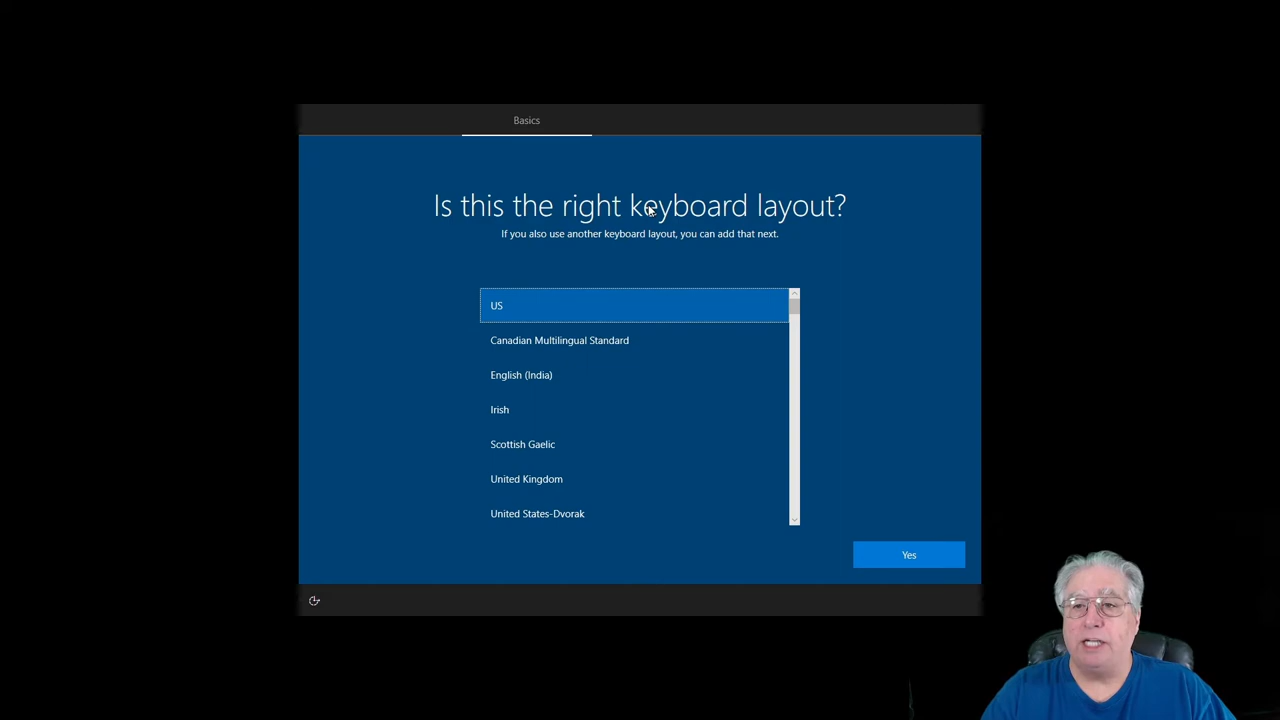 Basics
Is this the right keyboard layout?
If you also use another keyboard layout, you can add that next.
US
Canadian Multilingual Standard
English (India)
Irish
Scottish Gaelic
United Kingdom
United States-Dvorak
Yes